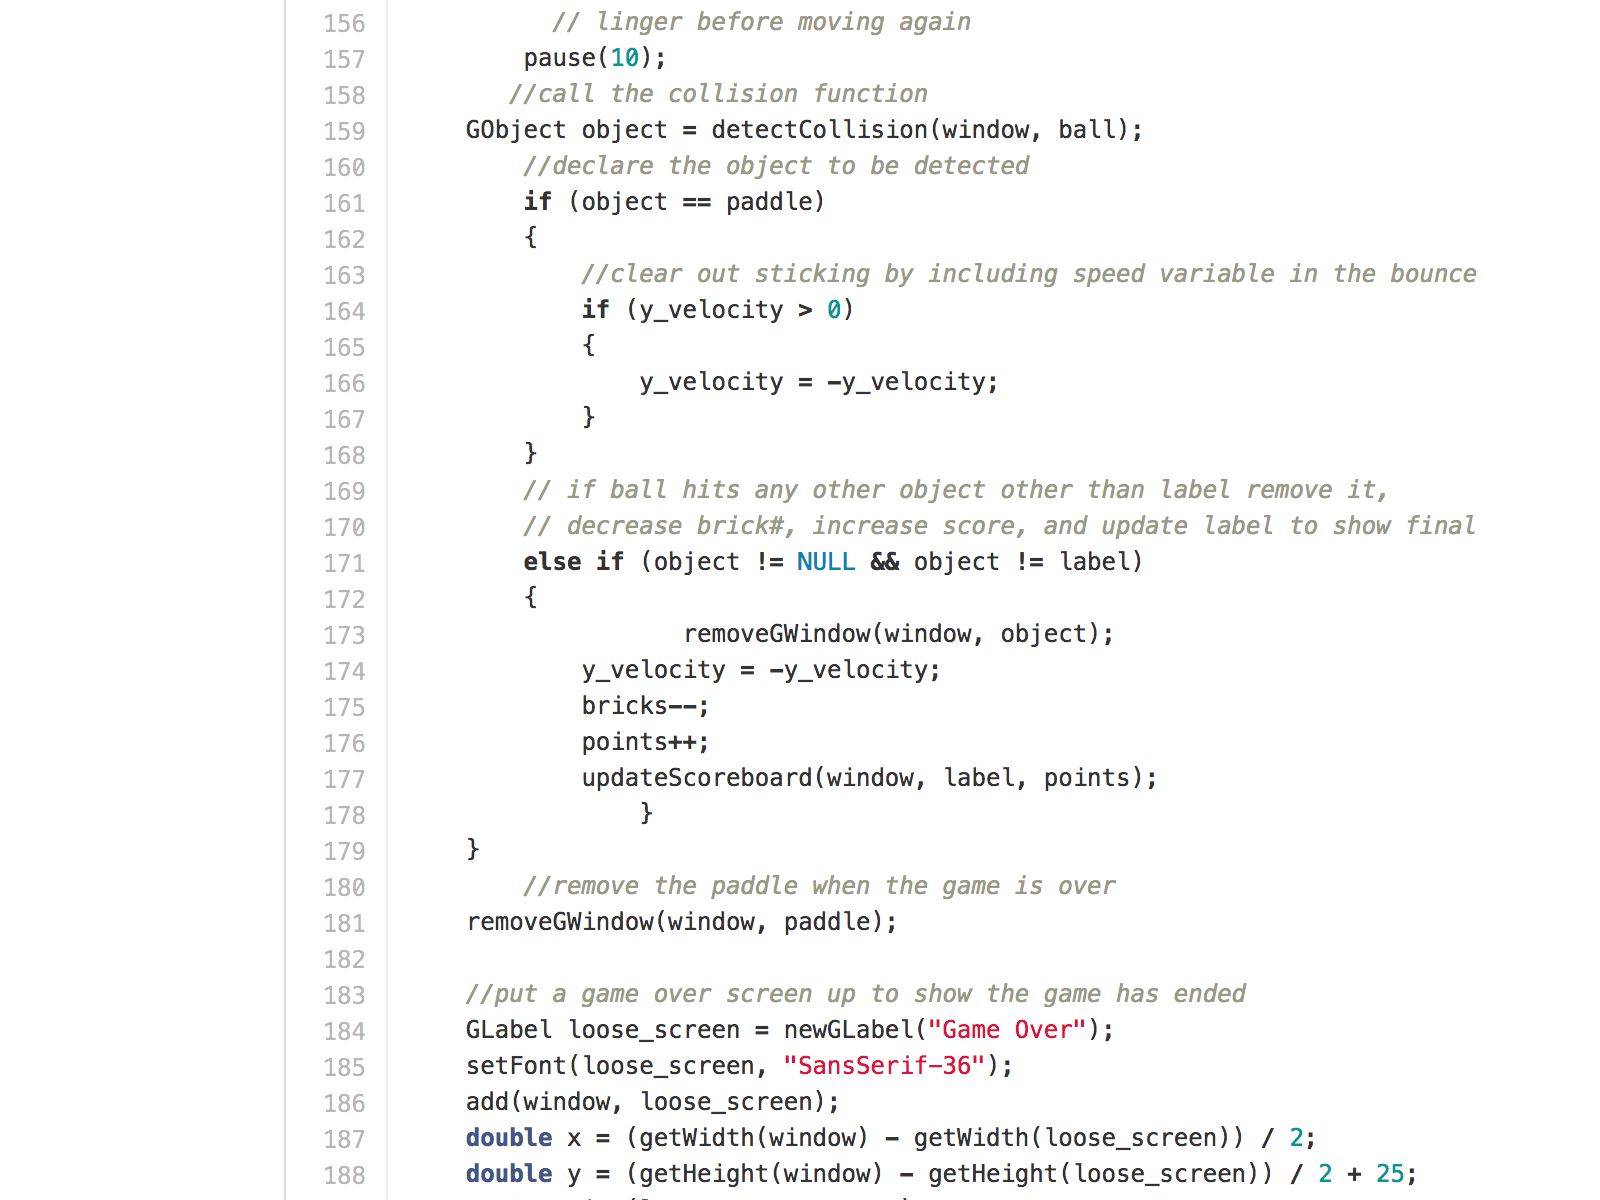 156 // linger before moving again
157 pause(10);
158 //call the collision function
159 GObject object = detectCollision(window, ball);
160 //declare the object to be detected
161 if (object == paddle)
162 {
163 //clear out sticking by including speed variable in the bounce
164 if (y_velocity > 0)
165 {
166 y_velocity = -y_velocity;
167 }
168 }
169 // if ball hits any other object other than label remove it,
170 // decrease brick#, increase score, and update label to show final
171 else if (object != NULL && object != label)
172 {
173 removeGWindow(window, object);
174 y_velocity = -y_velocity;
175 bricks--;
176 points++;
177 updateScoreboard(window, label, points);
178 }
179 }
180 //remove the paddle when the game is over
181 removeGWindow(window, paddle);
182
183 //put a game over screen up to show the game has ended
184 GLabel loose_screen = newGLabel("Game Over");
185 setFont(loose_screen, "SansSerif-36");
186 add(window, loose_screen);
187 double x = (getWidth(window) - getWidth(loose_screen)) / 2;
188 double y = (getHeight(window) - getHeight(loose_screen)) / 2 + 25;